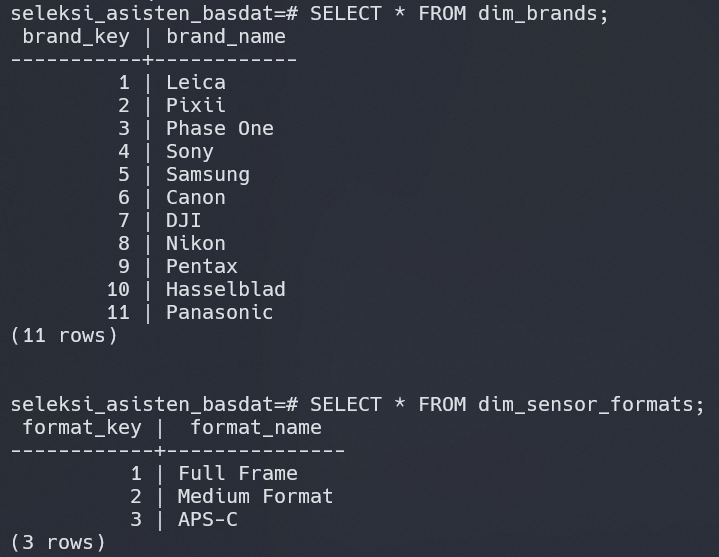 seleksi_asisten_basdat=# SELECT * FROM dim_brands;
 brand_key | brand_name
-----------+------------
         1 | Leica
         2 | Pixii
         3 | Phase One
         4 | Sony
         5 | Samsung
         6 | Canon
         7 | DJI
         8 | Nikon
         9 | Pentax
        10 | Hasselblad
        11 | Panasonic
(11 rows)

seleksi_asisten_basdat=# SELECT * FROM dim_sensor_formats;
 format_key |  format_name
------------+---------------
          1 | Full Frame
          2 | Medium Format
          3 | APS-C
(3 rows)